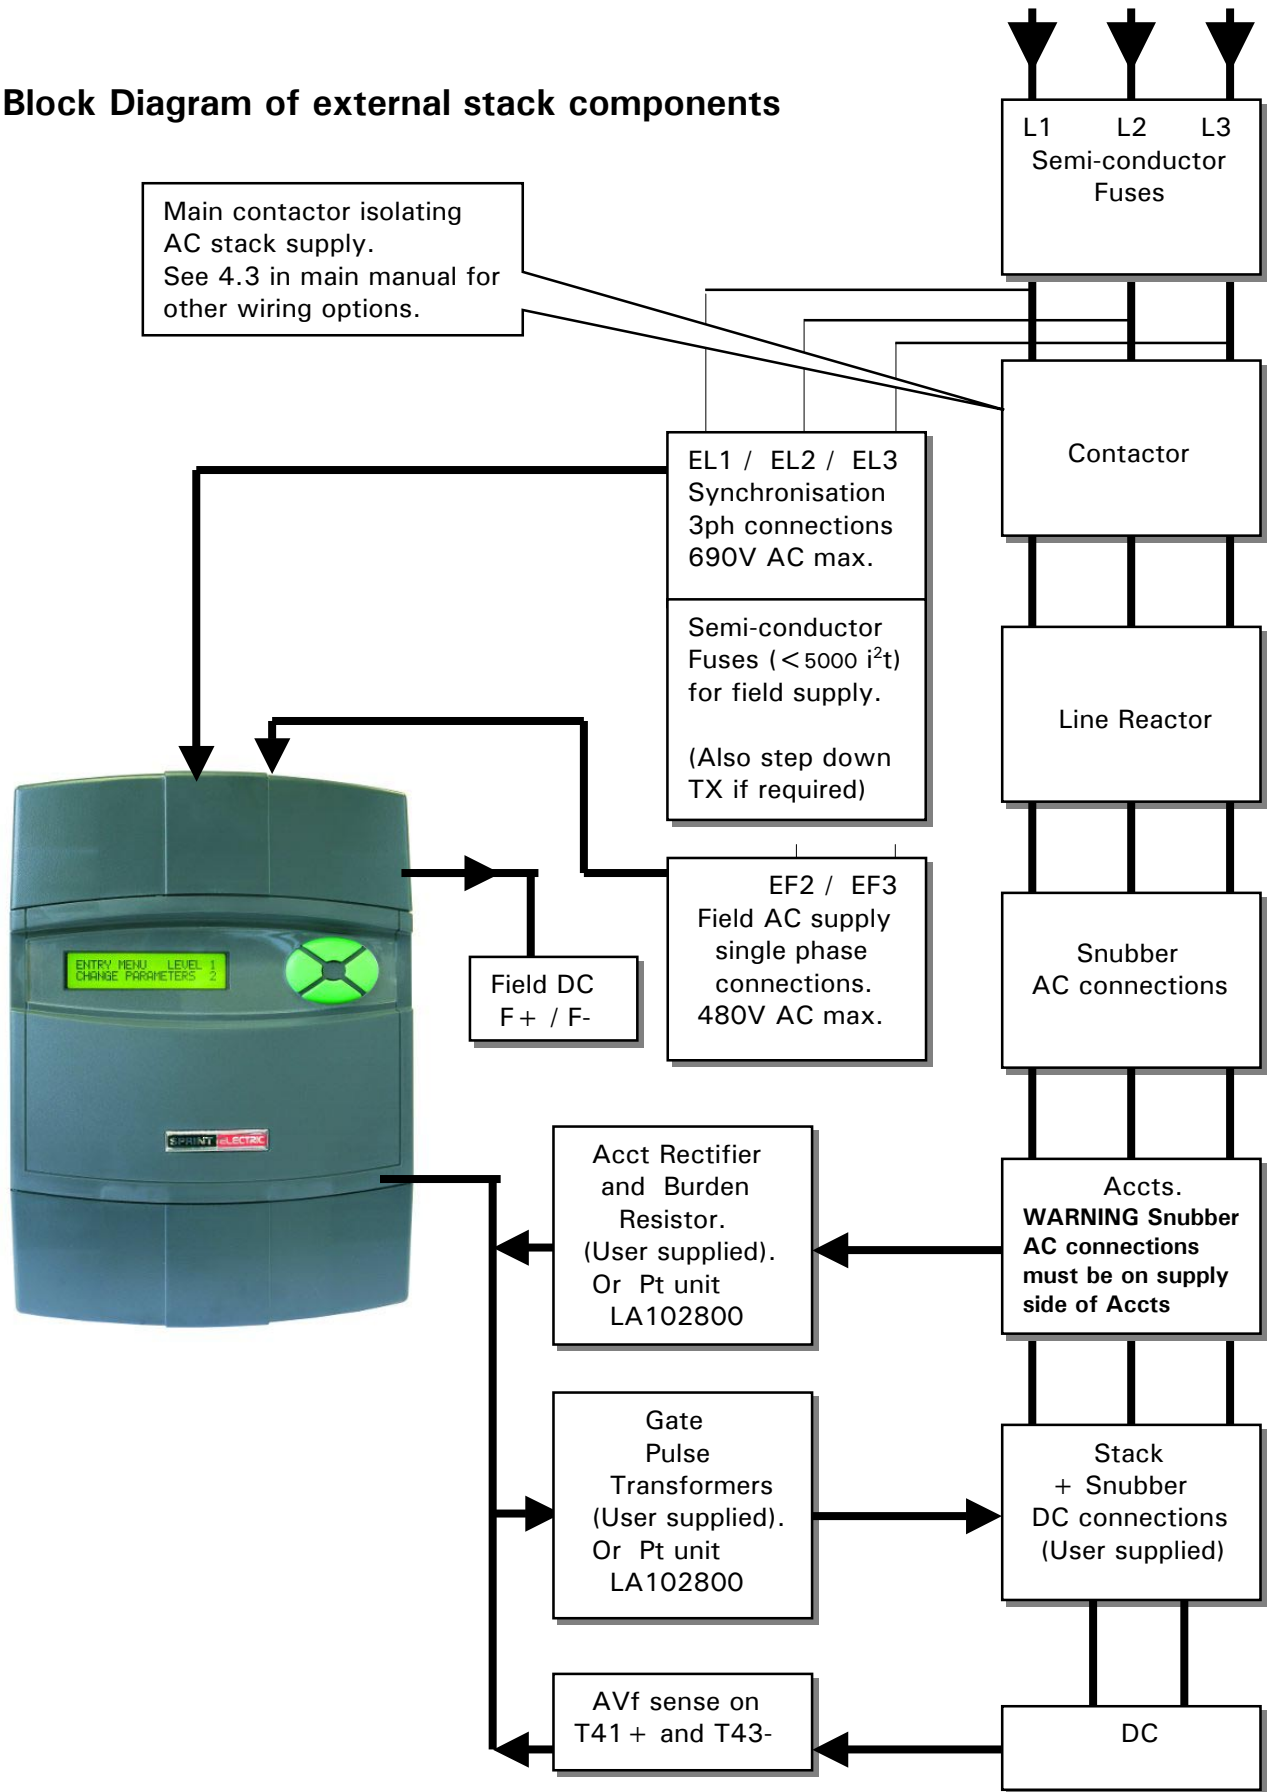 Block Diagram of external stack components
L1 L2 L3
Semi-conductor
Fuses
Main contactor isolating
AC stack supply.
See 4.3 in main manual for
other wiring options.
Contactor
EL1 / EL2 / EL3
Synchronisation
3ph connections
690V AC max.
Semi-conductor
Fuses (<5000 i²t)
for field supply.
(Also step down
TX if required)
Line Reactor
EF2 / EF3
Field AC supply
single phase
connections.
480V AC max.
Snubber
AC connections
ENTRY MENU LEVEL 1
CHANGE PARAMETERS 2
Field DC
F+ / F-
SPRINT ELECTRIC
Acct Rectifier
and Burden
Resistor.
(User supplied).
Or Pt unit
LA102800
Accts.
WARNING Snubber
AC connections
must be on supply
side of Accts
Gate
Pulse
Transformers
(User supplied).
Or Pt unit
LA102800
Stack
+ Snubber
DC connections
(User supplied)
AVf sense on
T41+ and T43-
DC